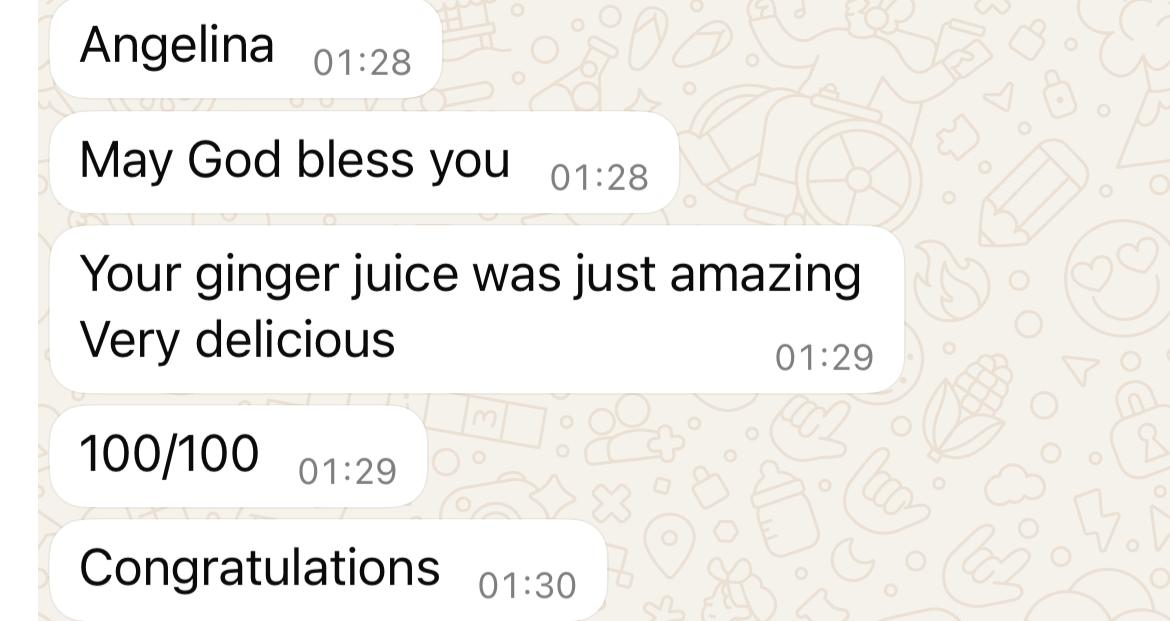 Angelina 01:28
May God bless you 01:28
Your ginger juice was just amazing
Very delicious 01:29
100/100 01:29
Congratulations 01:30